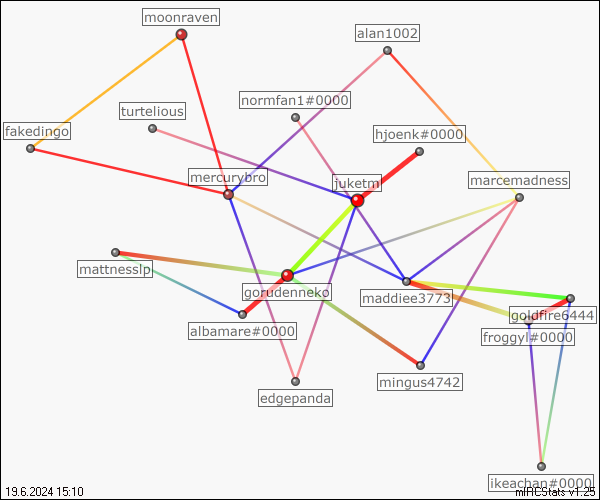 moonraven
alan1002
normfan1#0000
turtelious
fakedingo
hjoenk#0000
mercurybro
juketm
marcemadness
mattnesslp
gorudenneko
maddiee3773
goldfire6444
albamare#0000
froggyl#0000
mingus4742
edgepanda
ikeachan#0000
19.6.2024 15:10
mIRCStats v1.25